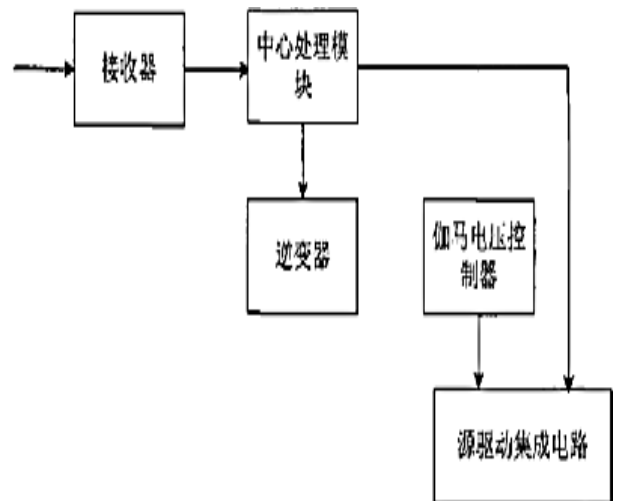 接收器
中心处理模
块
逆变器
伽马电压控
制器
源驱动集成电路